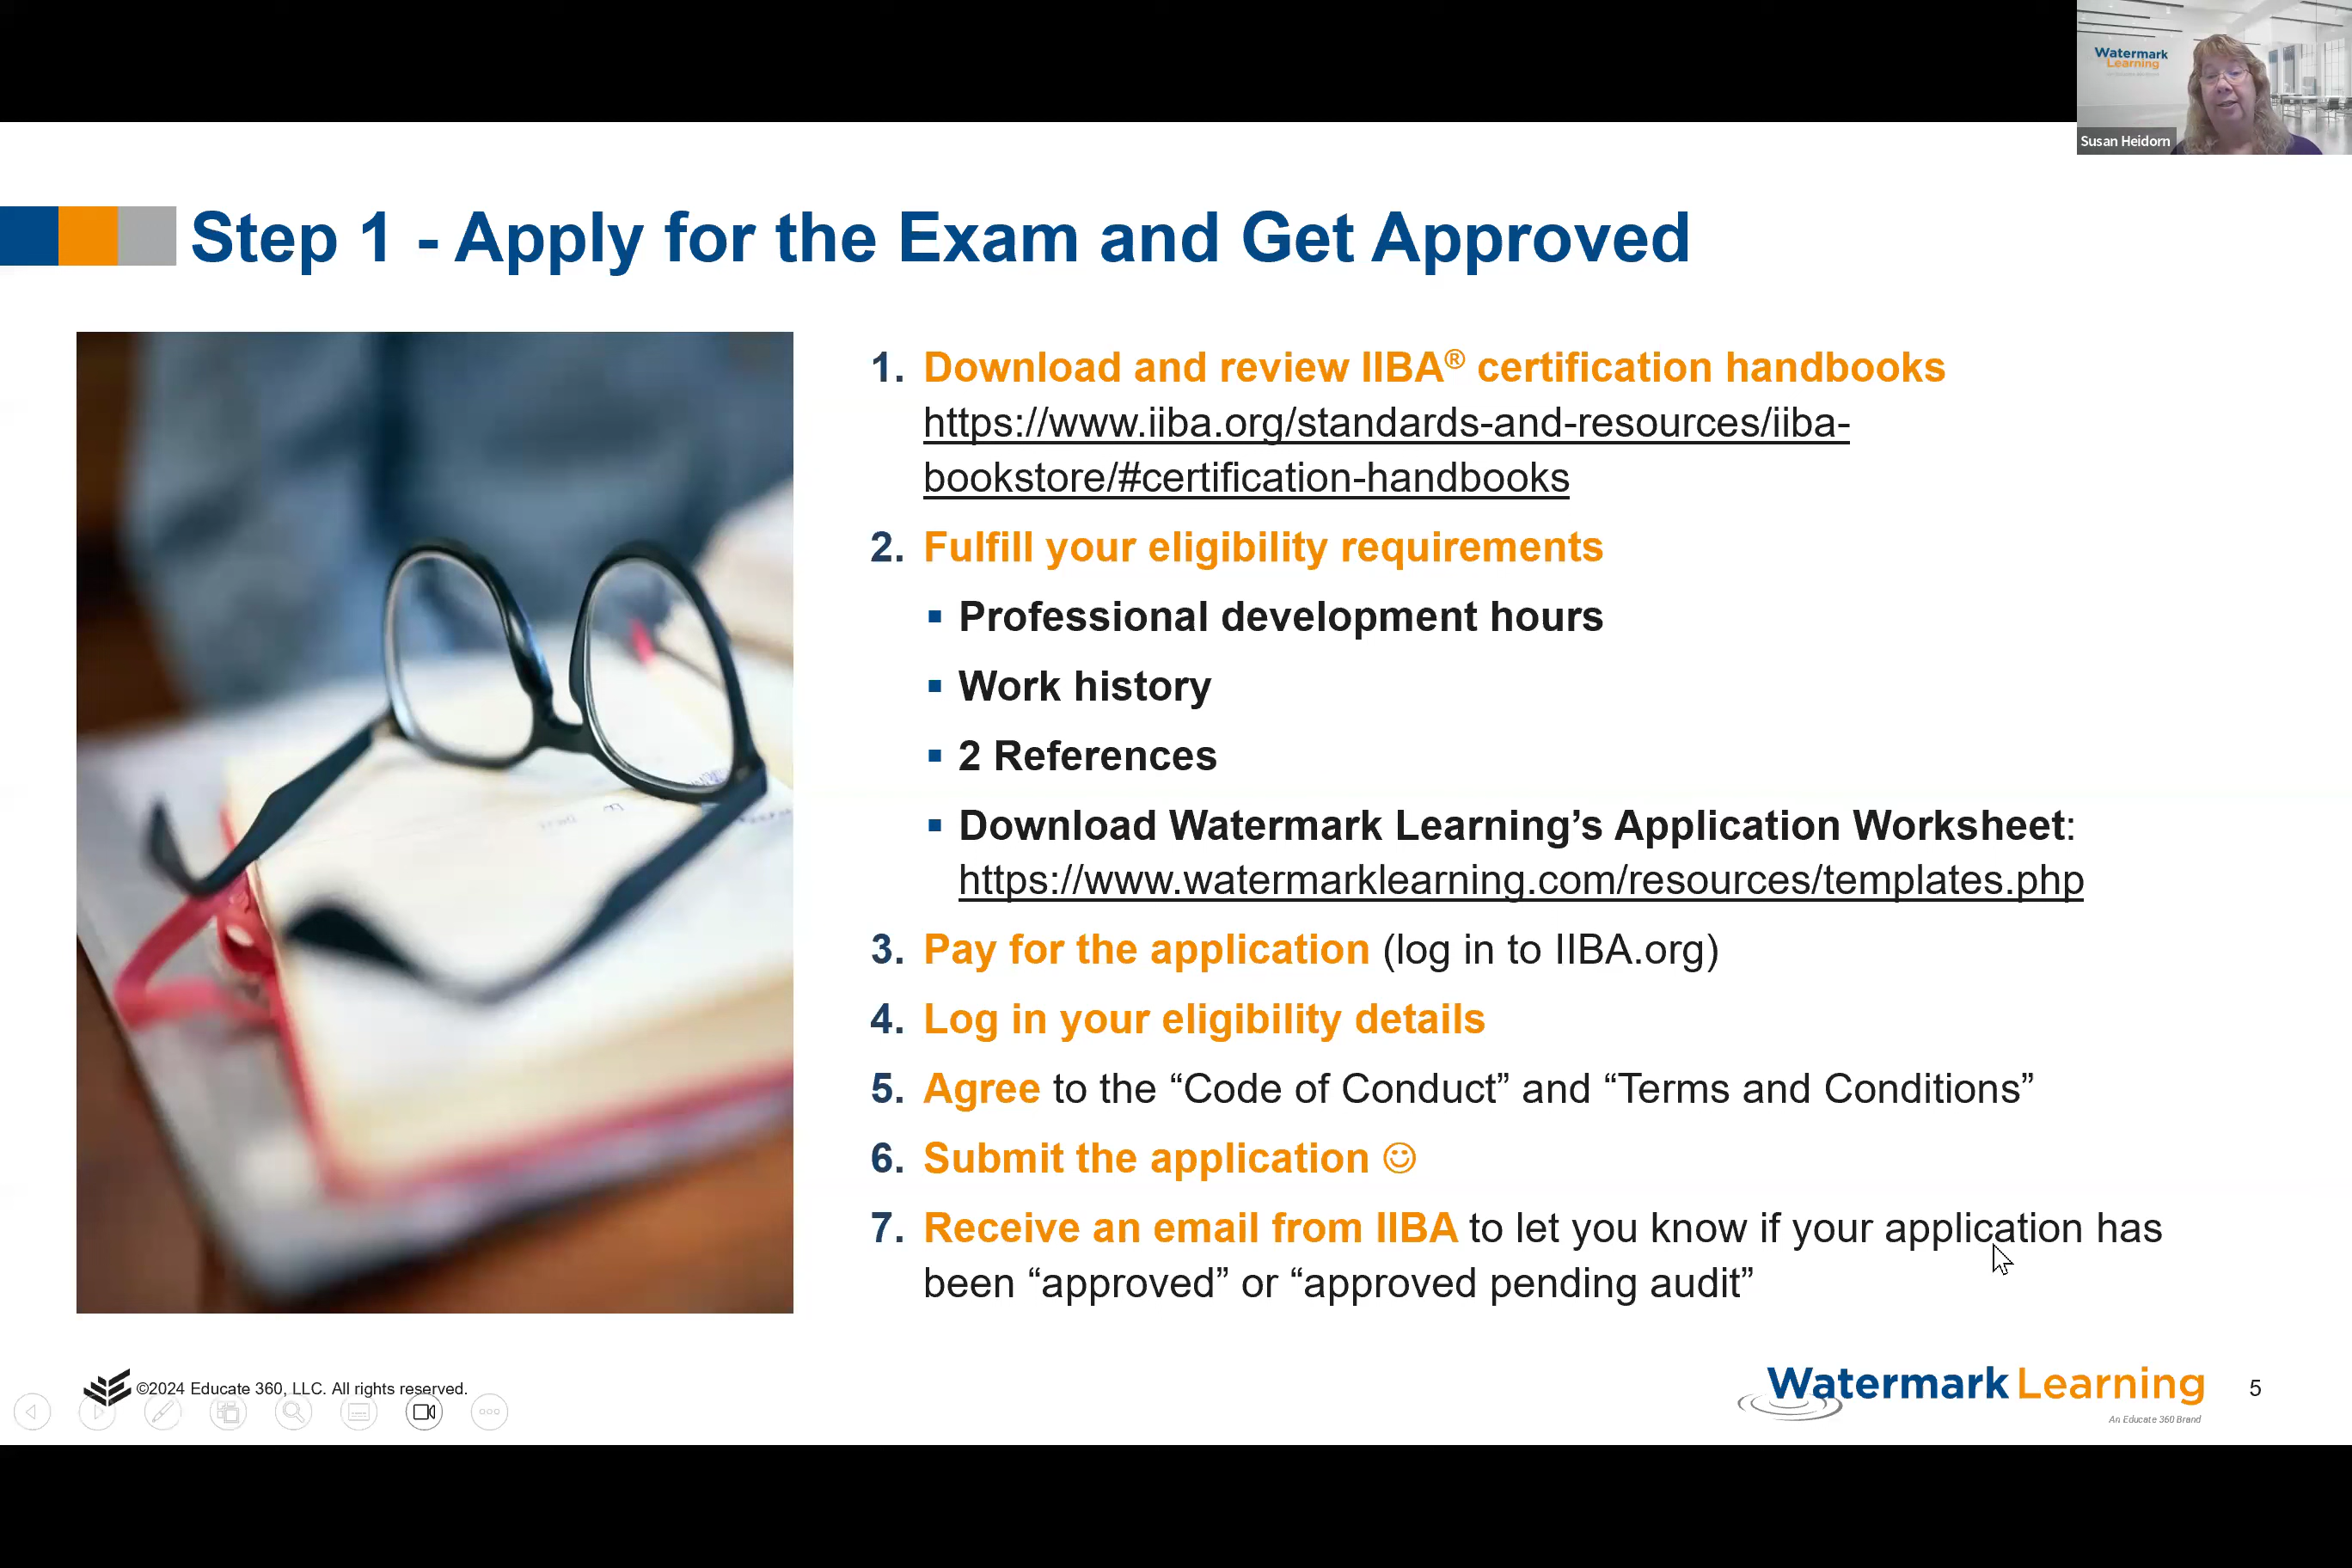 Watermark
Learning
Susan Heidorn
Step 1 - Apply for the Exam and Get Approved
1. Download and review IIBA® certification handbooks
https://www.iiba.org/standards-and-resources/iiba-
bookstore/#certification-handbooks
2. Fulfill your eligibility requirements
▪ Professional development hours
▪ Work history
▪ 2 References
▪ Download Watermark Learning’s Application Worksheet:
https://www.watermarklearning.com/resources/templates.php
3. Pay for the application (log in to IIBA.org)
4. Log in your eligibility details
5. Agree to the “Code of Conduct” and “Terms and Conditions”
6. Submit the application ☺
7. Receive an email from IIBA to let you know if your application has
been “approved” or “approved pending audit”
©2024 Educate 360, LLC. All rights reserved.
Watermark Learning
An Educate 360 Brand
5